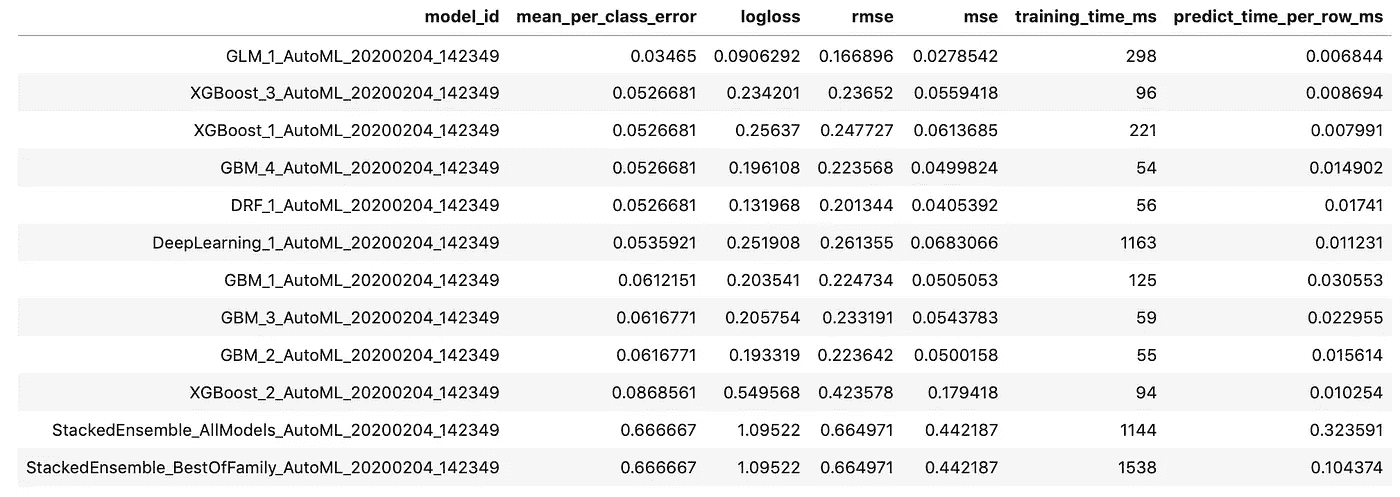 model_id mean_per_class_error logloss rmse mse training_time_ms predict_time_per_row_ms
GLM_1_AutoML_20200204_142349 0.03465 0.0906292 0.166896 0.0278542 298 0.006844
XGBoost_3_AutoML_20200204_142349 0.0526681 0.234201 0.23652 0.0559418 96 0.008694
XGBoost_1_AutoML_20200204_142349 0.0526681 0.25637 0.247727 0.0613685 221 0.007991
GBM_4_AutoML_20200204_142349 0.0526681 0.196108 0.223568 0.0499824 54 0.014902
DRF_1_AutoML_20200204_142349 0.0526681 0.131968 0.201344 0.0405392 56 0.01741
DeepLearning_1_AutoML_20200204_142349 0.0535921 0.251908 0.261355 0.0683066 1163 0.011231
GBM_1_AutoML_20200204_142349 0.0612151 0.203541 0.224734 0.0505053 125 0.030553
GBM_3_AutoML_20200204_142349 0.0616771 0.205754 0.233191 0.0543783 59 0.022955
GBM_2_AutoML_20200204_142349 0.0616771 0.193319 0.223642 0.0500158 55 0.015614
XGBoost_2_AutoML_20200204_142349 0.0868561 0.549568 0.423578 0.179418 94 0.010254
StackedEnsemble_AllModels_AutoML_20200204_142349 0.666667 1.09522 0.664971 0.442187 1144 0.323591
StackedEnsemble_BestOfFamily_AutoML_20200204_142349 0.666667 1.09522 0.664971 0.442187 1538 0.104374